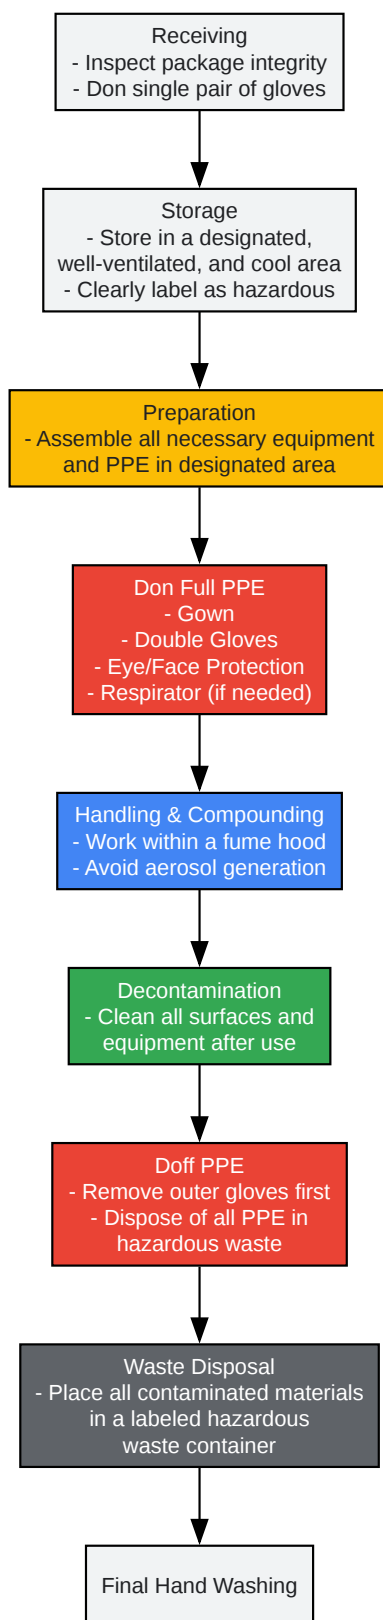 Receiving
- Inspect package integrity
- Don single pair of gloves
Storage
- Store in a designated,
well-ventilated, and cool area
- Clearly label as hazardous
Preparation
- Assemble all necessary equipment
and PPE in designated area
Don Full PPE
- Gown
- Double Gloves
- Eye/Face Protection
- Respirator (if needed)
Handling & Compounding
- Work within a fume hood
- Avoid aerosol generation
Decontamination
- Clean all surfaces and
equipment after use
Doff PPE
- Remove outer gloves first
- Dispose of all PPE in
hazardous waste
Waste Disposal
- Place all contaminated materials
in a labeled hazardous
waste container
Final Hand Washing